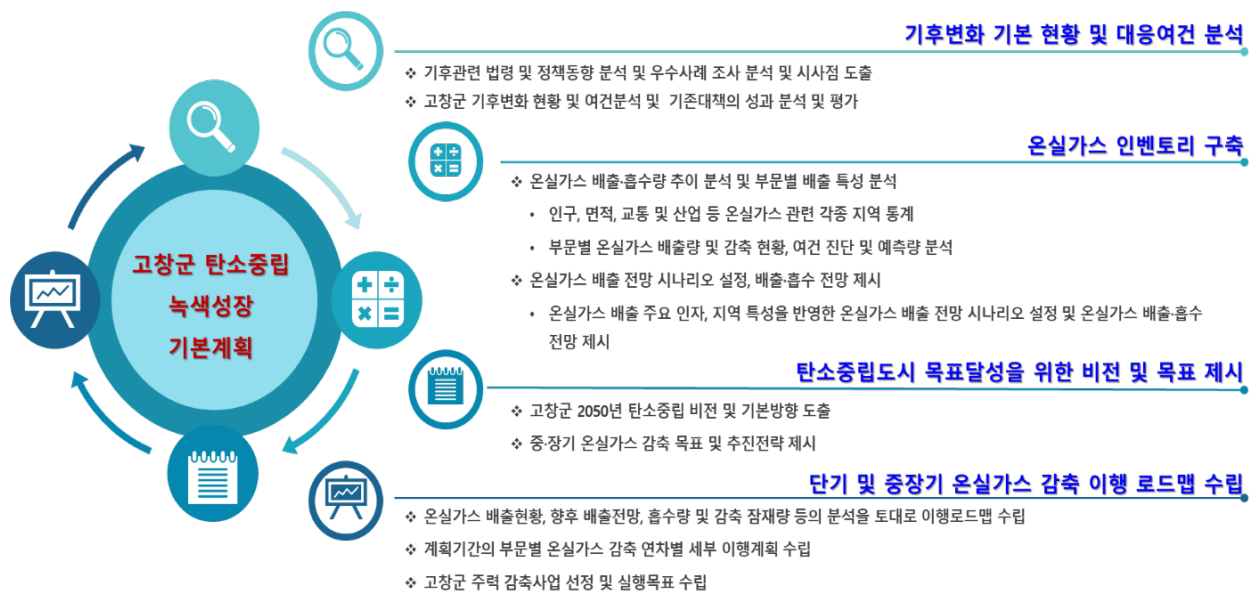 고창군 탄소중립
녹색성장
기본계획
기후변화 기본 현황 및 대응여건 분석
❖ 기후관련 법령 및 정책동향 분석 및 우수사례 조사 분석 및 시사점 도출
❖ 고창군 기후변화 현황 및 여건분석 및 기존대책의 성과 분석 및 평가
온실가스 인벤토리 구축
❖ 온실가스 배출·흡수량 추이 분석 및 부문별 배출 특성 분석
• 인구, 면적, 교통 및 산업 등 온실가스 관련 각종 지역 통계
• 부문별 온실가스 배출량 및 감축 현황, 여건 진단 및 예측량 분석
❖ 온실가스 배출 전망 시나리오 설정, 배출·흡수 전망 제시
• 온실가스 배출 주요 인자, 지역 특성을 반영한 온실가스 배출 전망 시나리오 설정 및 온실가스 배출·흡수
전망 제시
탄소중립도시 목표달성을 위한 비전 및 목표 제시
❖ 고창군 2050년 탄소중립 비전 및 기본방향 도출
❖ 중·장기 온실가스 감축 목표 및 추진전략 제시
단기 및 중장기 온실가스 감축 이행 로드맵 수립
❖ 온실가스 배출현황, 향후 배출전망, 흡수량 및 감축 잠재량 등의 분석을 토대로 이행로드맵 수립
❖ 계획기간의 부문별 온실가스 감축 연차별 세부 이행계획 수립
❖ 고창군 주력 감축사업 선정 및 실행목표 수립